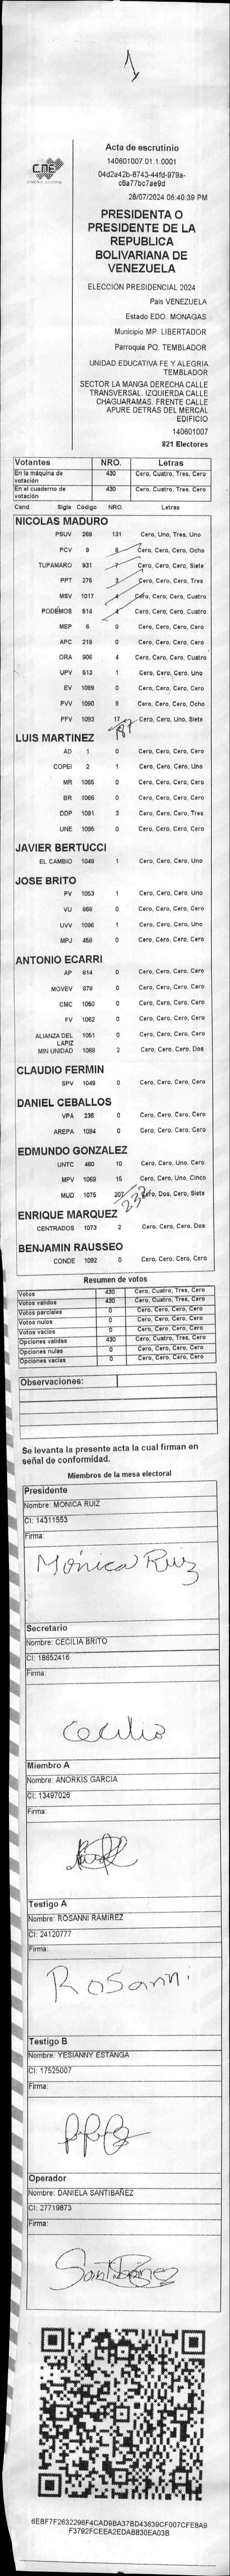 1
CNE
Acta de escrutinio
140601007.01.1.0001
04d2a42b-8743-44fd-979a-
c8a77bc7ae9d
28/07/2024 06:40:39 PM
PRESIDENTA O
PRESIDENTE DE LA
REPUBLICA
BOLIVARIANA DE
VENEZUELA
ELECCIÓN PRESIDENCIAL 2024
País VENEZUELA
Estado EDO. MONAGAS
Municipio MP. LIBERTADOR
Parroquia PQ. TEMBLADOR
UNIDAD EDUCATIVA FE Y ALEGRIA
TEMBLADOR
SECTOR LA MANGA DERECHA CALLE
TRANSVERSAL. IZQUIERDA CALLE
CHAGUARAMAS. FRENTE CALLE
APURE DETRAS DEL MERCAL
EDIFICIO
140601007
821 Electores
Votantes NRO. Letras
En la máquina de votación 430 Cero, Cuatro, Tres, Cero
En el cuaderno de votación 430 Cero, Cuatro, Tres, Cero
Cand. Sigla Código NRO. Letras
NICOLAS MADURO
PSUV 269 131 Cero, Uno, Tres, Uno
PCV 9 8 Cero, Cero, Cero, Ocho
TUPAMARO 931 7 Cero, Cero, Cero, Siete
PPT 276 3 Cero, Cero, Cero, Tres
MSV 1017 4 Cero, Cero, Cero, Cuatro
PODEMOS 514 4 Cero, Cero, Cero, Cuatro
MEP 6 0 Cero, Cero, Cero, Cero
APC 219 0 Cero, Cero, Cero, Cero
ORA 906 4 Cero, Cero, Cero, Cuatro
UPV 513 1 Cero, Cero, Cero, Uno
EV 1089 0 Cero, Cero, Cero, Cero
PVV 1090 8 Cero, Cero, Cero, Ocho
PFV 1093 17 Cero, Cero, Uno, Siete
187
LUIS MARTINEZ
AD 1 0 Cero, Cero, Cero, Cero
COPEI 2 1 Cero, Cero, Cero, Uno
MR 1065 0 Cero, Cero, Cero, Cero
BR 1066 0 Cero, Cero, Cero, Cero
DDP 1091 3 Cero, Cero, Cero, Tres
UNE 1095 0 Cero, Cero, Cero, Cero
JAVIER BERTUCCI
EL CAMBIO 1048 1 Cero, Cero, Cero, Uno
JOSE BRITO
PV 1053 1 Cero, Cero, Cero, Uno
VU 868 0 Cero, Cero, Cero, Cero
UVV 1096 1 Cero, Cero, Cero, Uno
MPJ 458 0 Cero, Cero, Cero, Cero
ANTONIO ECARRI
AP 814 0 Cero, Cero, Cero, Cero
MOVEV 878 0 Cero, Cero, Cero, Cero
CMC 1050 0 Cero, Cero, Cero, Cero
FV 1062 0 Cero, Cero, Cero, Cero
ALIANZA DEL LAPIZ 1051 0 Cero, Cero, Cero, Cero
MIN UNIDAD 1068 2 Cero, Cero, Cero, Dos
CLAUDIO FERMIN
SPV 1049 0 Cero, Cero, Cero, Cero
DANIEL CEBALLOS
VPA 236 0 Cero, Cero, Cero, Cero
AREPA 1094 0 Cero, Cero, Cero, Cero
EDMUNDO GONZALEZ
UNTC 460 10 Cero, Cero, Uno, Cero
MPV 1069 15 Cero, Cero, Uno, Cinco
MUD 1075 207 Cero, Dos, Cero, Siete
232
ENRIQUE MARQUEZ
CENTRADOS 1073 2 Cero, Cero, Cero, Dos
BENJAMIN RAUSSEO
CONDE 1092 0 Cero, Cero, Cero, Cero
Resumen de votos
Votos 430 Cero, Cuatro, Tres, Cero
Votos validos 430 Cero, Cuatro, Tres, Cero
Votos parciales 0 Cero, Cero, Cero, Cero
Votos nulos 0 Cero, Cero, Cero, Cero
Votos vacios 0 Cero, Cero, Cero, Cero
Opciones validas 430 Cero, Cuatro, Tres, Cero
Opciones nulas 0 Cero, Cero, Cero, Cero
Opciones vacias 0 Cero, Cero, Cero, Cero
Observaciones:
Se levanta la presente acta la cual firman en
señal de conformidad.
Miembros de la mesa electoral
Presidente
Nombre: MONICA RUIZ
CI: 14311553
Firma:
Mónica Ruiz
Secretario
Nombre: CECILIA BRITO
CI: 18652416
Firma:
Cecilia
Miembro A
Nombre: ANORKIS GARCIA
CI: 13497026
Firma:
Testigo A
Nombre: ROSANNI RAMIREZ
CI: 24120777
Firma:
Rosanni
Testigo B
Nombre: YESIANNY ESTANGA
CI: 17525007
Firma:
Operador
Nombre: DANIELA SANTIBAÑEZ
CI: 27719873
Firma:
Santibañez
6EBF7F2632296F4CAD9BA37BD43639CF007CFE8A9
F3792FCEEA2EDAB830EA03B